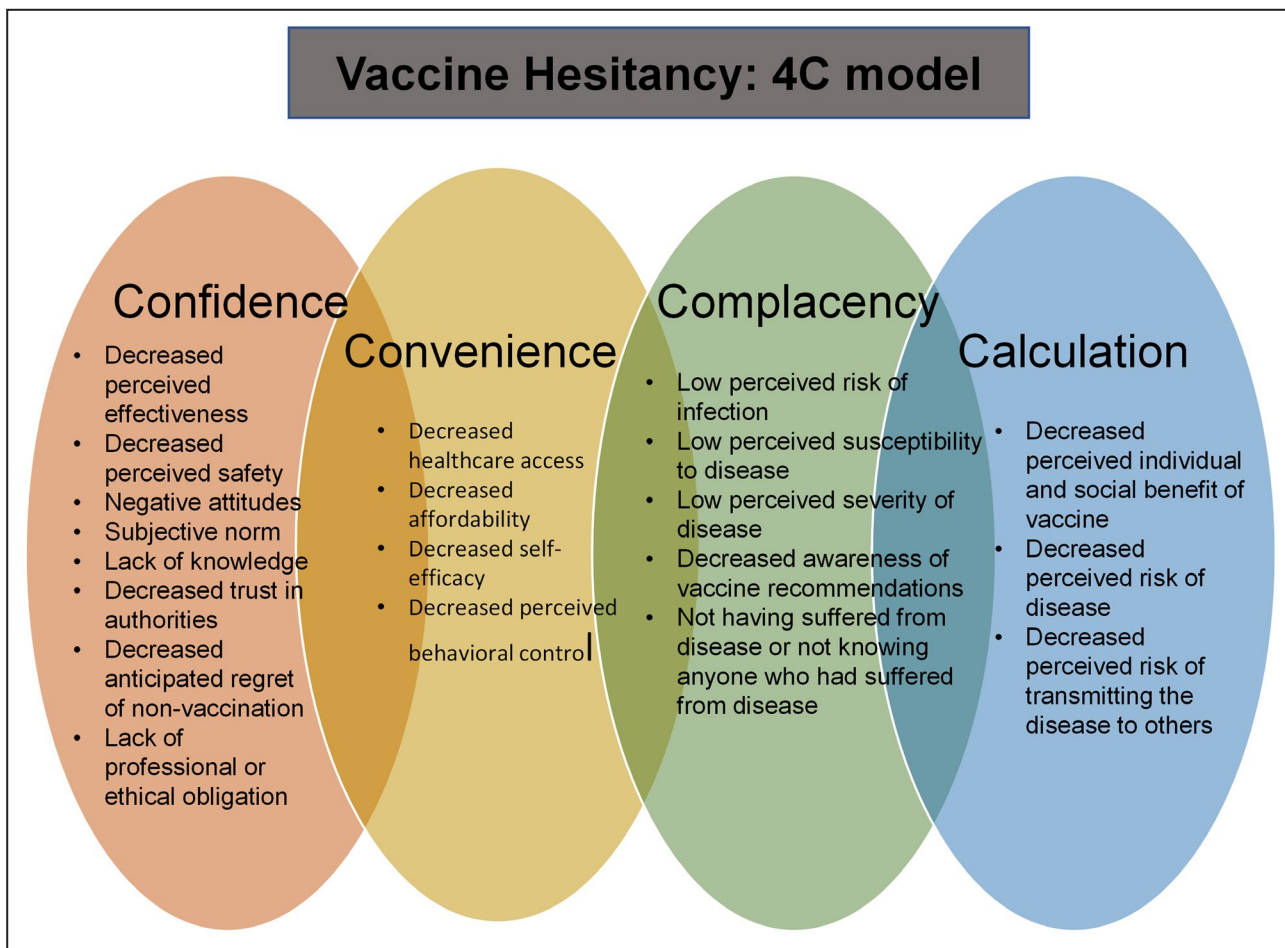 Vaccine Hesitancy: 4C model
Confidence
• Decreased
perceived
effectiveness
• Decreased
perceived safety
• Negative attitudes
• Subjective norm
• Lack of knowledge
• Decreased trust in
authorities
• Decreased
anticipated regret
of non-vaccination
• Lack of
professional or
ethical obligation
Convenience
• Decreased
healthcare access
• Decreased
affordability
• Decreased self-
efficacy
• Decreased perceived
behavioral control
Complacency
• Low perceived risk of
infection
• Low perceived susceptibility
to disease
• Low perceived severity of
disease
• Decreased awareness of
vaccine recommendations
• Not having suffered from
disease or not knowing
anyone who had suffered
from disease
Calculation
• Decreased
perceived individual
and social benefit of
vaccine
• Decreased
perceived risk of
disease
• Decreased
perceived risk of
transmitting the
disease to others